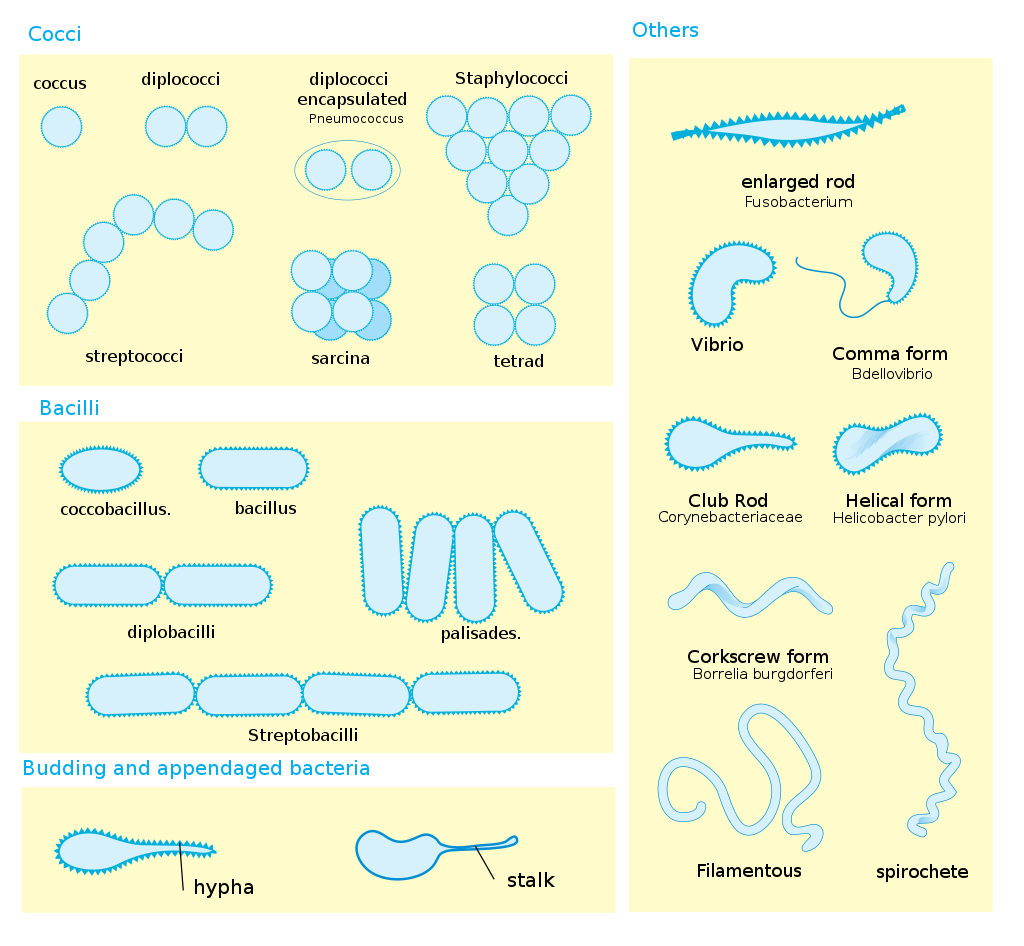 Cocci
coccus
diplococci
diplococci
encapsulated
Pneumococcus
Staphylococci
streptococci
sarcina
tetrad
Bacilli
coccobacillus.
bacillus
diplobacilli
palisades.
Streptobacilli
Budding and appendaged bacteria
hypha
stalk
Others
enlarged rod
Fusobacterium
Vibrio
Comma form
Bdellovibrio
Club Rod
Corynebacteriaceae
Helical form
Helicobacter pylori
Corkscrew form
Borrelia burgdorferi
Filamentous
spirochete